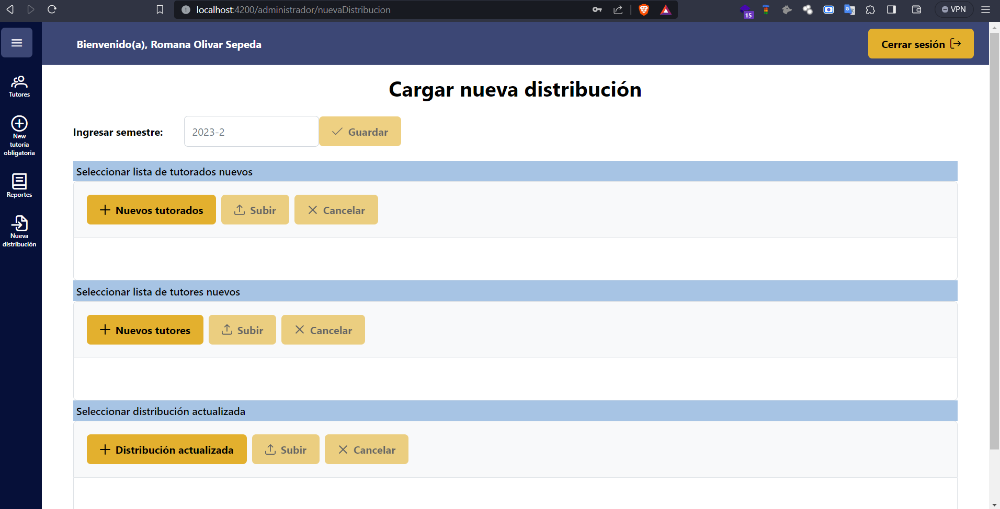 localhost:4200/administrador/nuevaDistribucion
15
VPN
Bienvenido(a), Romana Olivar Sepeda
Cerrar sesión
Tutores
New
tutoria
obligatoria
Reportes
Nueva
distribución
Cargar nueva distribución
Ingresar semestre:
2023-2
Guardar
Seleccionar lista de tutorados nuevos
Nuevos tutorados
Subir
Cancelar
Seleccionar lista de tutores nuevos
Nuevos tutores
Subir
Cancelar
Seleccionar distribución actualizada
Distribución actualizada
Subir
Cancelar